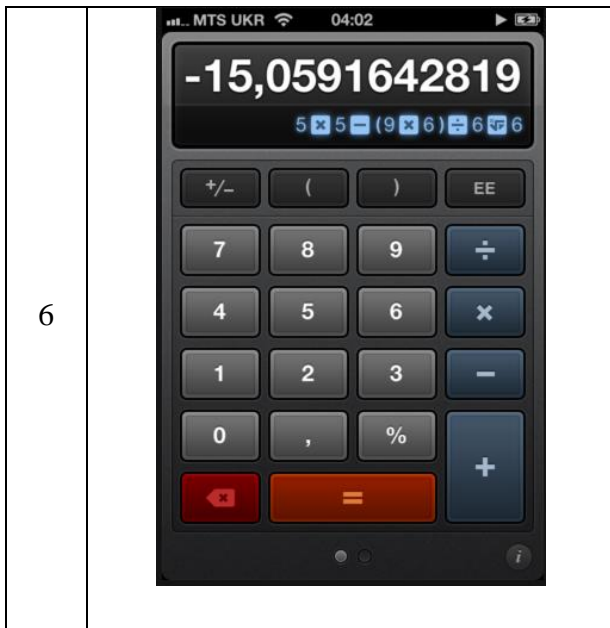 6
MTS UKR 04:02
-15,0591642819
5 × 5 − (9 × 6) ÷ 6 ʸ√ 6
+/− ( ) EE
7 8 9 ÷
4 5 6 ×
1 2 3 −
0 , % +
=
i